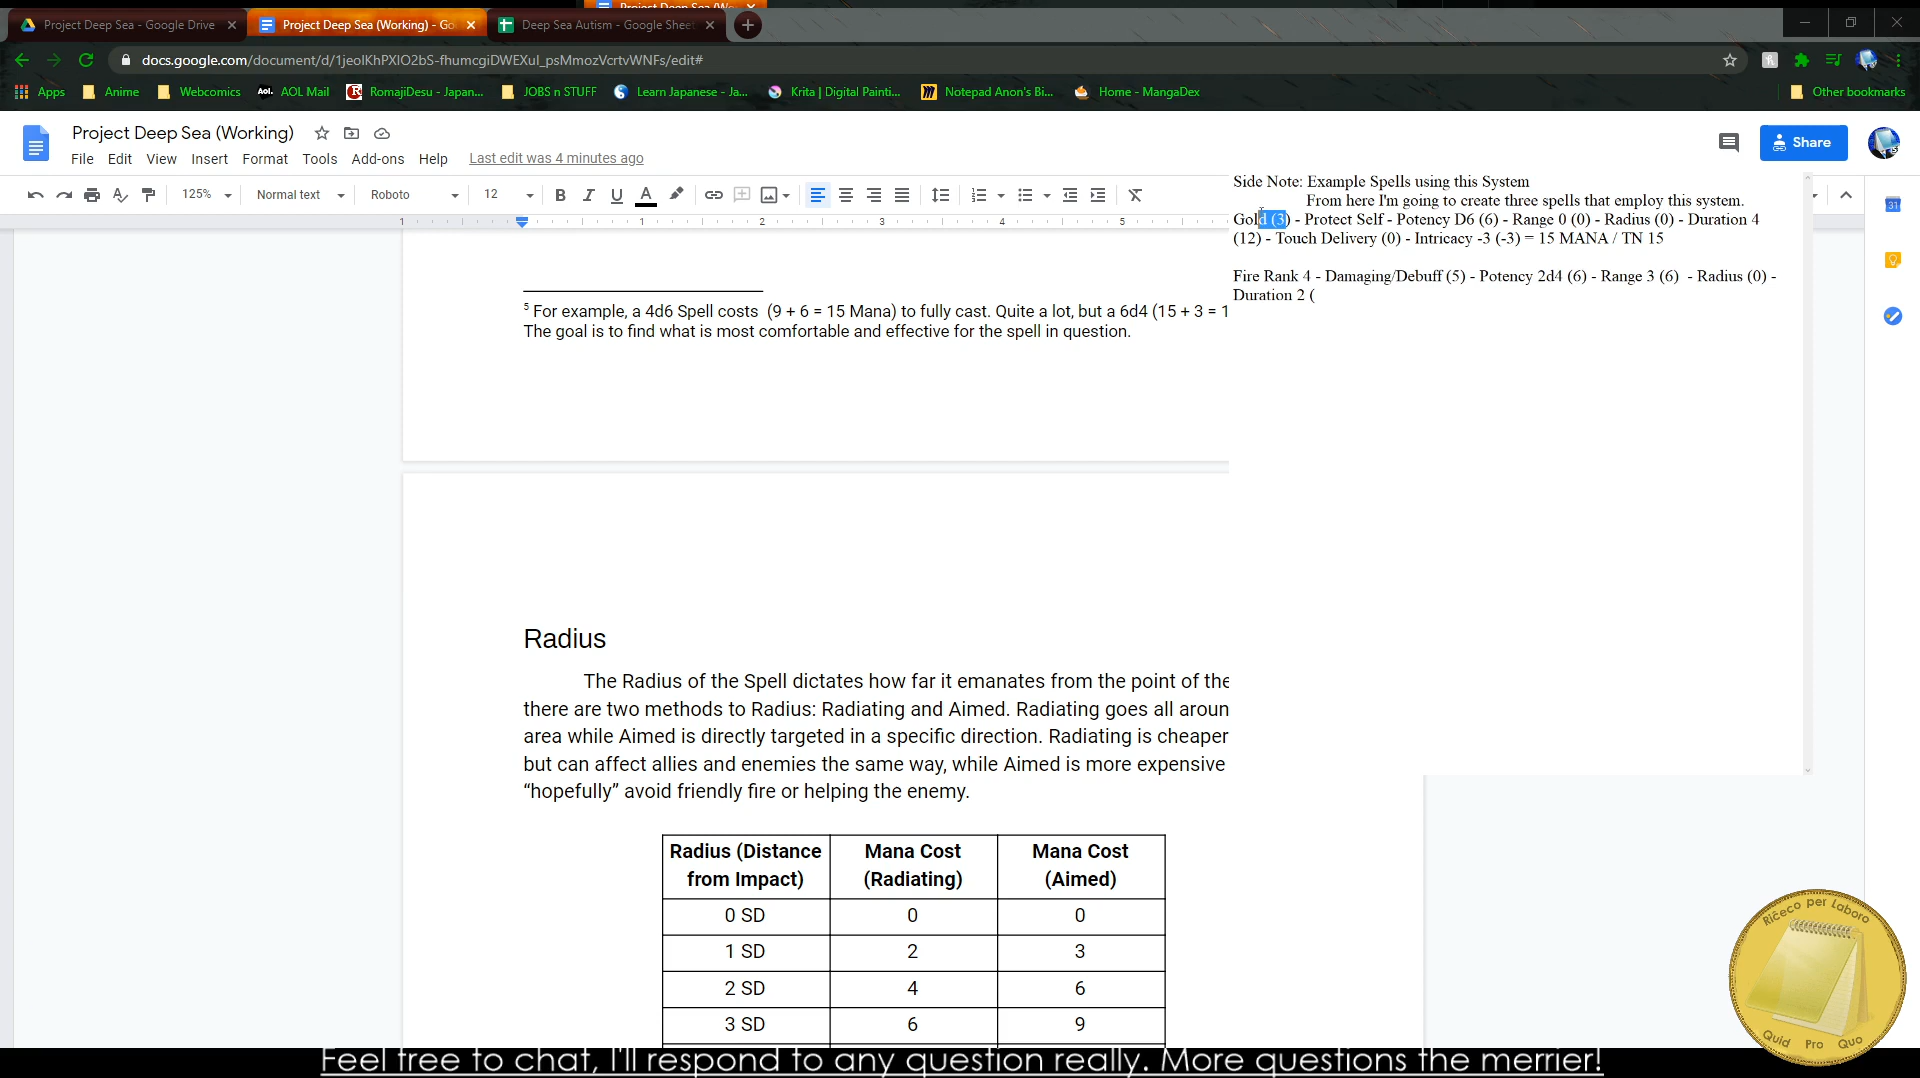 Project Deep Sea (Wo
Project Deep Sea - Google Drive
Project Deep Sea (Working) - Go
Deep Sea Autism - Google Sheet
docs.google.com/document/d/1jeolKhPXlO2bS-fhumcgiDWEXul_psMmozVcrtvWNFs/edit#
Apps
Anime
Webcomics
Aol.
AOL Mail
RomajiDesu - Japan...
JOBS n STUFF
Learn Japanese - Ja...
Krita | Digital Painti...
Notepad Anon's Bi...
Home - MangaDex
Other bookmarks
Project Deep Sea (Working)
File Edit View Insert Format Tools Add-ons Help Last edit was 4 minutes ago
Share
125% Normal text Roboto 12
1 1 2 3 4 5
Side Note: Example Spells using this System
From here I'm going to create three spells that employ this system.
Gold (3) - Protect Self - Potency D6 (6) - Range 0 (0) - Radius (0) - Duration 4
(12) - Touch Delivery (0) - Intricacy -3 (-3) = 15 MANA / TN 15
Fire Rank 4 - Damaging/Debuff (5) - Potency 2d4 (6) - Range 3 (6) - Radius (0) -
Duration 2 (
31
5 For example, a 4d6 Spell costs (9 + 6 = 15 Mana) to fully cast. Quite a lot, but a 6d4 (15 + 3 = 1
The goal is to find what is most comfortable and effective for the spell in question.
Radius
The Radius of the Spell dictates how far it emanates from the point of the
there are two methods to Radius: Radiating and Aimed. Radiating goes all aroun
area while Aimed is directly targeted in a specific direction. Radiating is cheaper
but can affect allies and enemies the same way, while Aimed is more expensive
“hopefully” avoid friendly fire or helping the enemy.
Radius (Distance from Impact) Mana Cost (Radiating) Mana Cost (Aimed)
0 SD 0 0
1 SD 2 3
2 SD 4 6
3 SD 6 9
Riĉeco per Laboro
Quid Pro Quo
Feel free to chat, I'll respond to any question really. More questions the merrier!